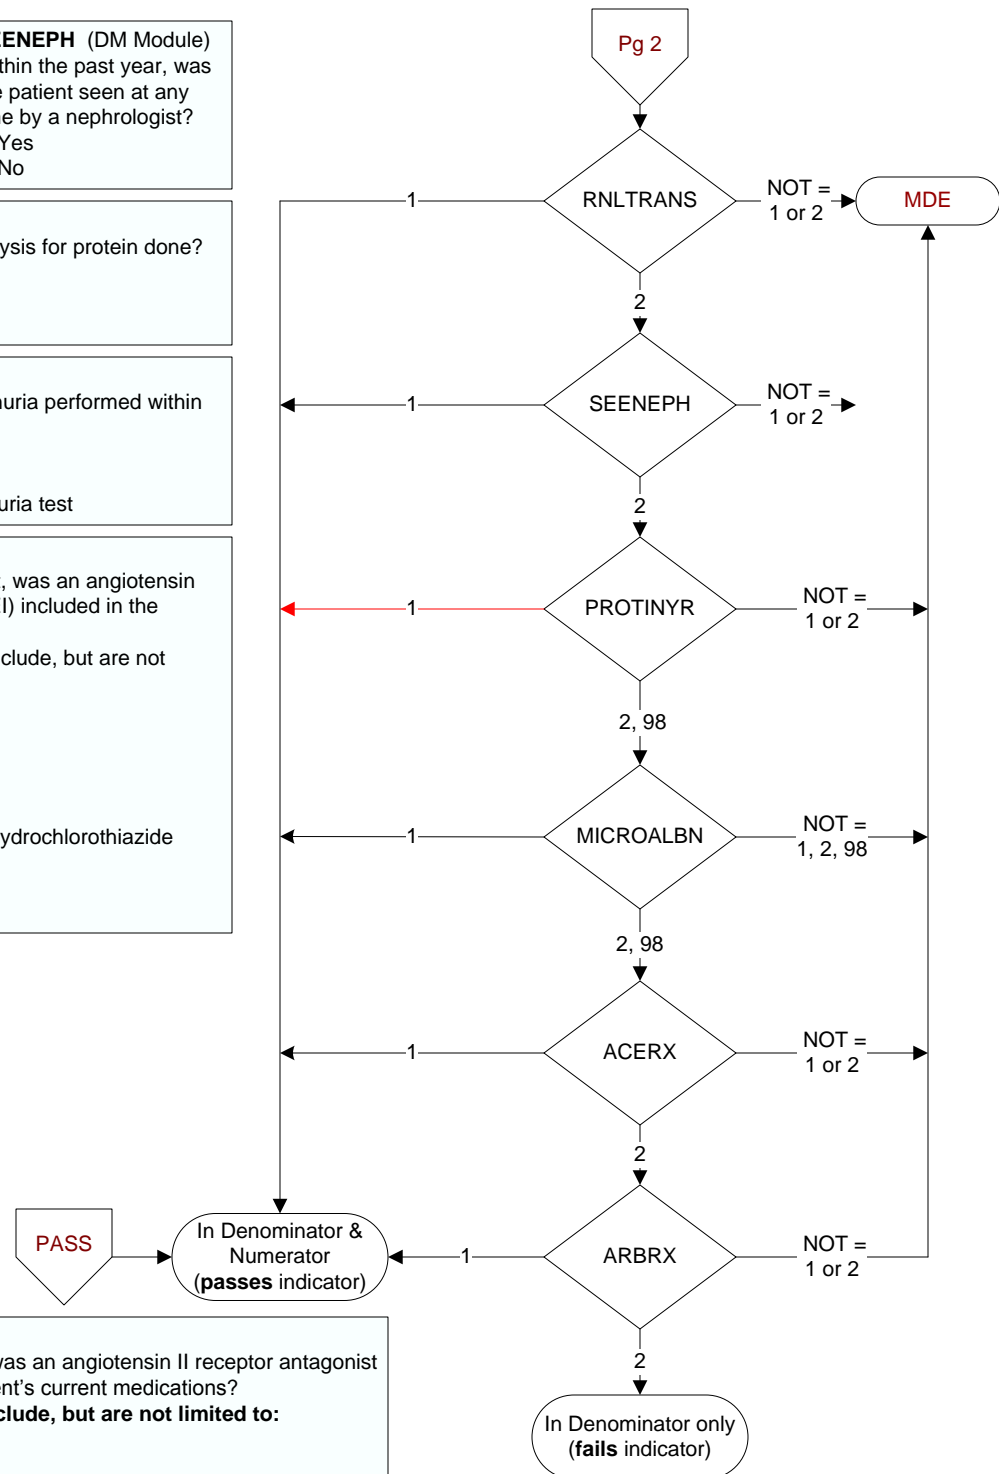 EENEPH (DM Module)
thin the past year, was
e patient seen at any
ne by a nephrologist?
Yes
No
lysis for protein done?
nuria performed within
uria test
t, was an angiotensin
EI) included in the
clude, but are not
ydrochlorothiazide
Pg 2
RNLTRANS
1
NOT =
1 or 2
MDE
2
SEENEPH
1
NOT =
1 or 2
2
PROTINYR
1
NOT =
1 or 2
2, 98
MICROALBN
1
NOT =
1, 2, 98
2, 98
ACERX
1
NOT =
1 or 2
2
ARBRX
1
NOT =
1 or 2
PASS
In Denominator &
Numerator
(passes indicator)
2
In Denominator only
(fails indicator)
was an angiotensin II receptor antagonist
ent's current medications?
clude, but are not limited to: